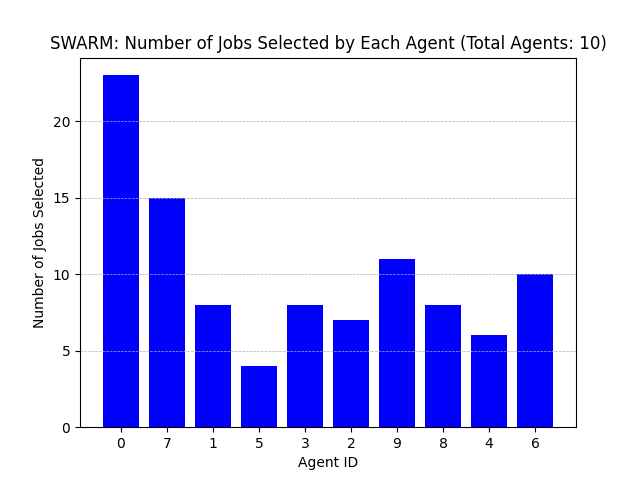 SWARM: Number of Jobs Selected by Each Agent (Total Agents: 10)
Number of Jobs Selected
20
15
10
5
0
0 7 1 5 3 2 9 8 4 6
Agent ID